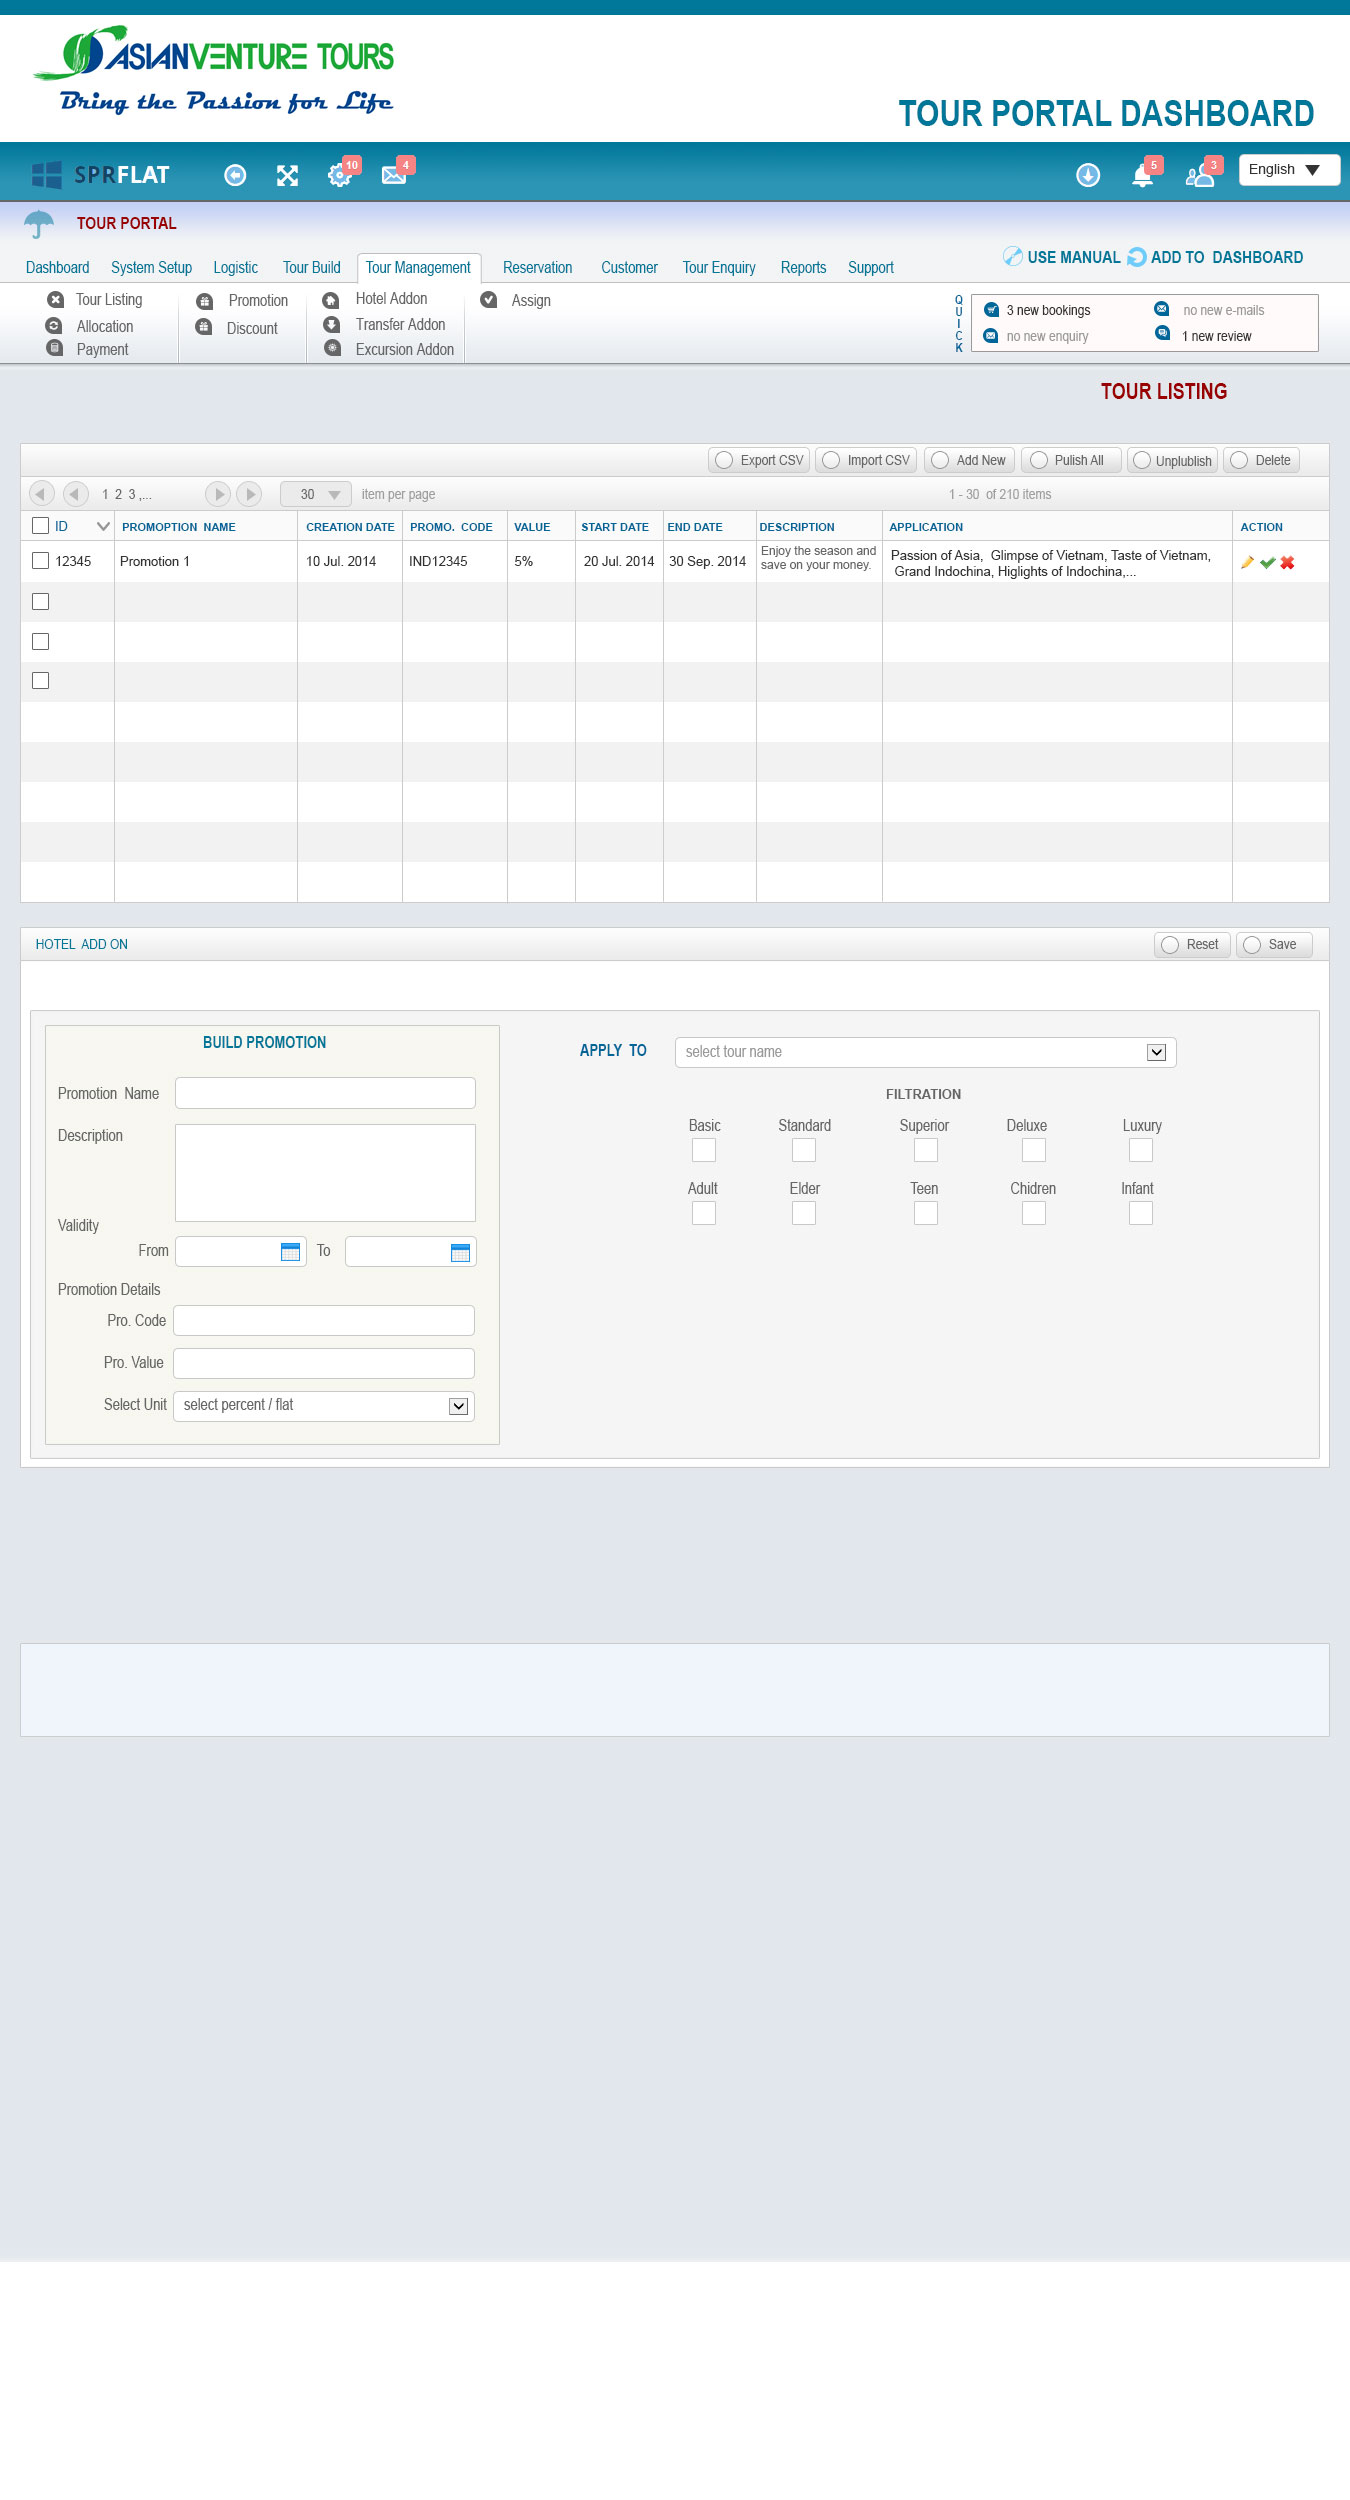 ASIANVENTURE TOURS
Bring the Passion for Life
TOUR PORTAL DASHBOARD
SPRFLAT
10
4
5
3
English
TOUR PORTAL
Dashboard System Setup Logistic Tour Build Tour Management Reservation Customer Tour Enquiry Reports Support
USE MANUAL ADD TO DASHBOARD
Tour Listing
Allocation
Payment
Promotion
Discount
Hotel Addon
Transfer Addon
Excursion Addon
Assign
QUICK
3 new bookings no new e-mails
no new enquiry 1 new review
TOUR LISTING
Export CSV Import CSV Add New Pulish All Unplublish Delete
1 2 3 ,... 30 item per page 1 - 30 of 210 items
ID PROMOPTION NAME CREATION DATE PROMO. CODE VALUE START DATE END DATE DESCRIPTION APPLICATION ACTION
12345 Promotion 1 10 Jul. 2014 IND12345 5% 20 Jul. 2014 30 Sep. 2014
Enjoy the season and
save on your money.
Passion of Asia, Glimpse of Vietnam, Taste of Vietnam,
Grand Indochina, Higlights of Indochina,...
HOTEL ADD ON Reset Save
BUILD PROMOTION
Promotion Name
Description
Validity
From To
Promotion Details
Pro. Code
Pro. Value
Select Unit select percent / flat
APPLY TO select tour name
FILTRATION
Basic Standard Superior Deluxe Luxury
Adult Elder Teen Chidren Infant